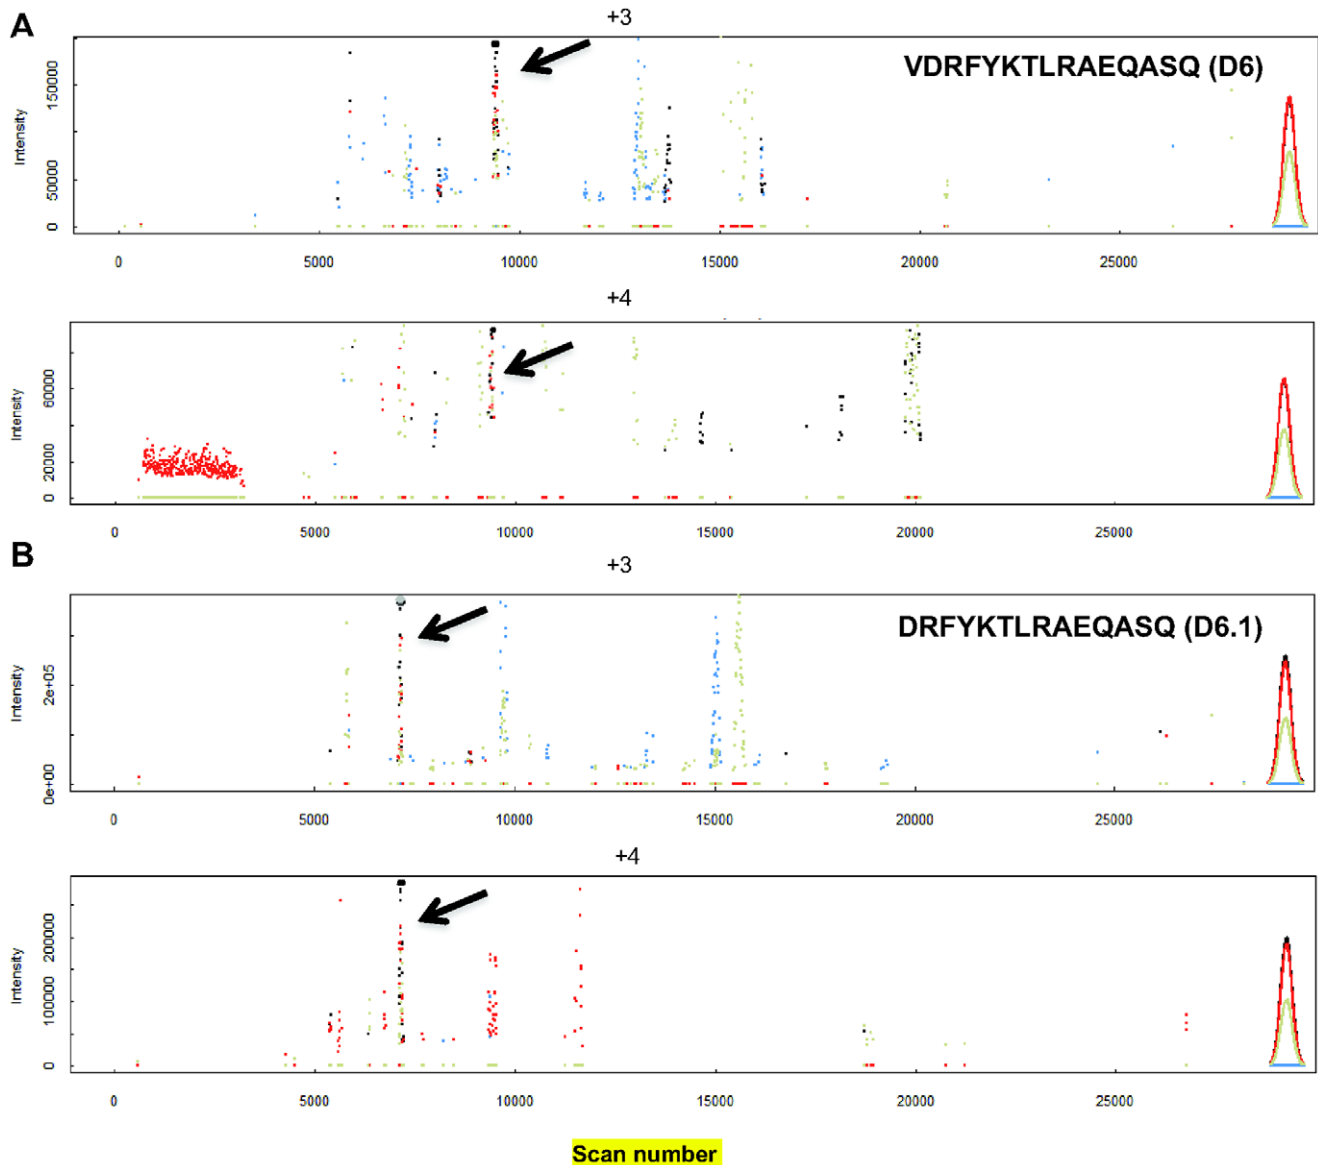 A
+3
VDRFYKTLRAEQASQ (D6)
Intensity
150000
50000
0
0 5000 10000 15000 20000 25000
+4
Intensity
60000
20000
0
0 5000 10000 15000 20000 25000
B
+3
DRFYKTLRAEQASQ (D6.1)
Intensity
2e+05
0e+00
0 5000 10000 15000 20000 25000
+4
Intensity
200000
100000
0
0 5000 10000 15000 20000 25000
Scan number